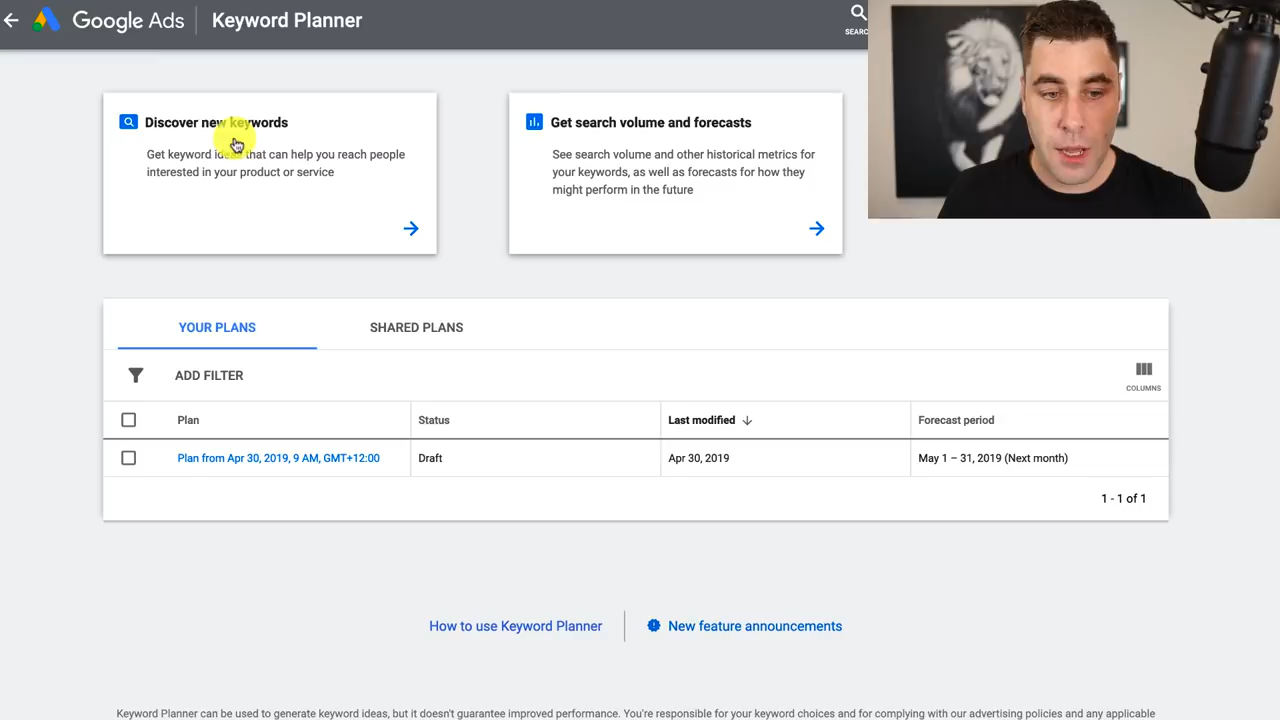 Google Ads
Keyword Planner
SEARC
Discover new keywords
Get keyword ideas that can help you reach people
interested in your product or service
Get search volume and forecasts
See search volume and other historical metrics for
your keywords, as well as forecasts for how they
might perform in the future
YOUR PLANS
SHARED PLANS
ADD FILTER
COLUMNS
Plan
Status
Last modified
Forecast period
Plan from Apr 30, 2019, 9 AM, GMT+12:00
Draft
Apr 30, 2019
May 1 – 31, 2019 (Next month)
1 - 1 of 1
How to use Keyword Planner
New feature announcements
Keyword Planner can be used to generate keyword ideas, but it doesn't guarantee improved performance. You're responsible for your keyword choices and for complying with our advertising policies and any applicable